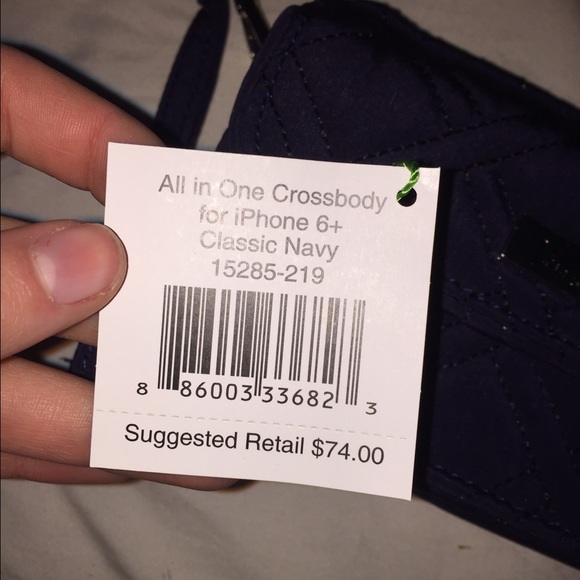 All in One Crossbody
for iPhone 6+
Classic Navy
15285-219
8 86003 33682 3
Suggested Retail $74.00